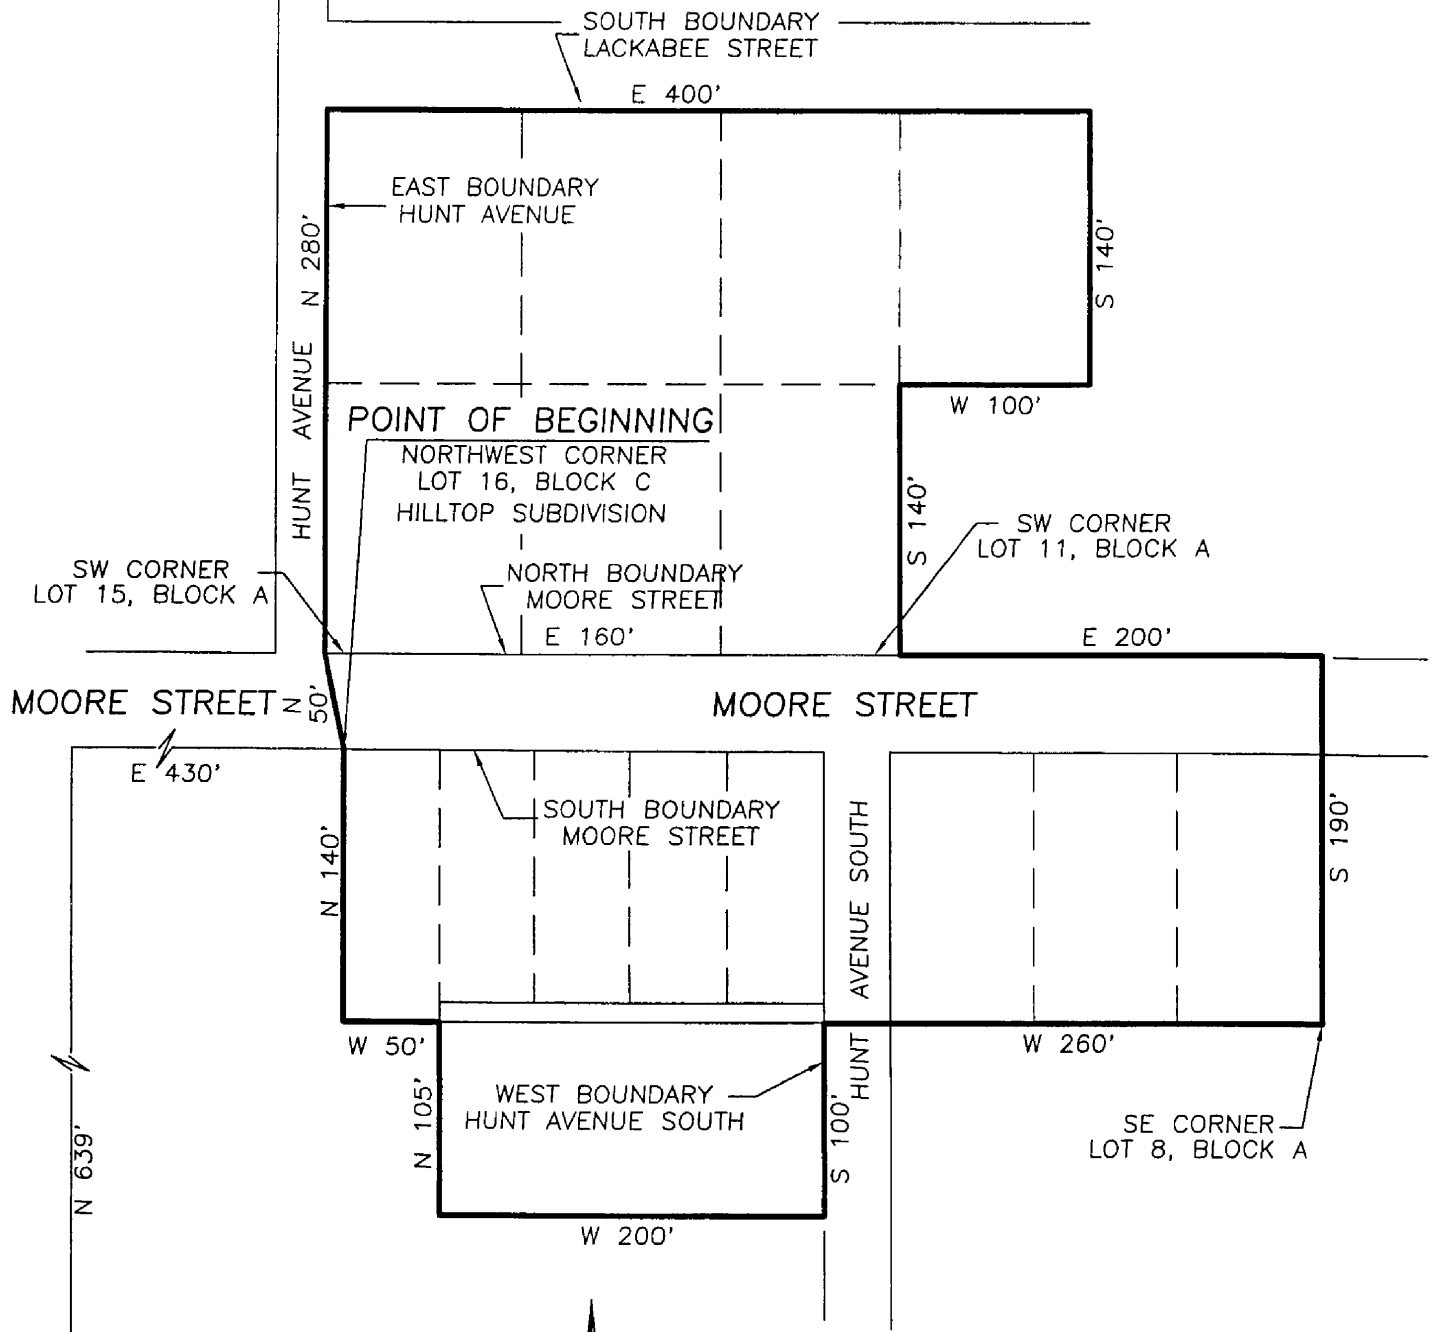 SOUTH BOUNDARY
LACKABEE STREET
E 400'
EAST BOUNDARY
HUNT AVENUE
N 280'
S 140'
HUNT AVENUE
W 100'
POINT OF BEGINNING
NORTHWEST CORNER
LOT 16, BLOCK C
HILLTOP SUBDIVISION
S 140'
SW CORNER
LOT 11, BLOCK A
SW CORNER
LOT 15, BLOCK A
NORTH BOUNDARY
MOORE STREET
E 160'
E 200'
MOORE STREET
N 50'
MOORE STREET
E 430'
SOUTH BOUNDARY
MOORE STREET
N 140'
HUNT AVENUE SOUTH
S 190'
W 50'
W 260'
N 105'
WEST BOUNDARY
HUNT AVENUE SOUTH
S 100'
SE CORNER
LOT 8, BLOCK A
N 639'
W 200'